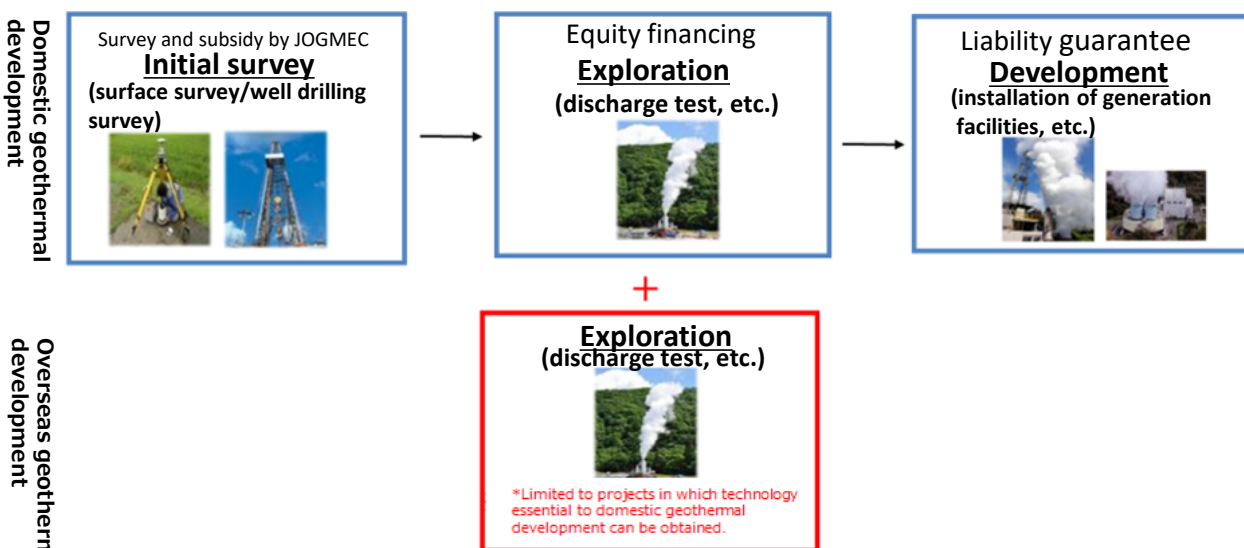 Domestic geothermal
development
Survey and subsidy by JOGMEC
Initial survey
(surface survey/well drilling
survey)
Equity financing
Exploration
(discharge test, etc.)
Liability guarantee
Development
(installation of generation
facilities, etc.)
+
Overseas geotherm
development
Exploration
(discharge test, etc.)
*Limited to projects in which technology
essential to domestic geothermal
development can be obtained.